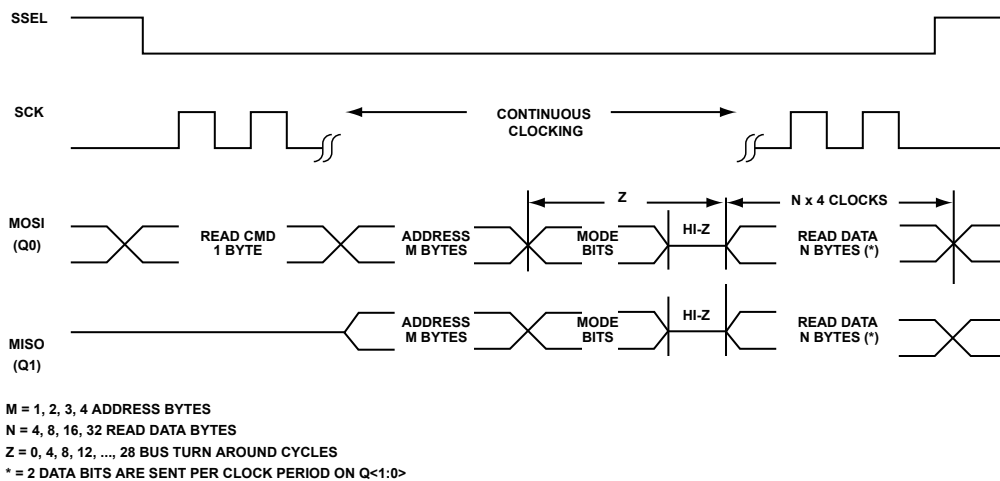 SSEL
SCK
CONTINUOUS
CLOCKING
Z
N x 4 CLOCKS
MOSI
(Q0)
READ CMD
1 BYTE
ADDRESS
M BYTES
MODE
BITS
HI-Z
READ DATA
N BYTES (*)
MISO
(Q1)
ADDRESS
M BYTES
MODE
BITS
HI-Z
READ DATA
N BYTES (*)
M = 1, 2, 3, 4 ADDRESS BYTES
N = 4, 8, 16, 32 READ DATA BYTES
Z = 0, 4, 8, 12, ..., 28 BUS TURN AROUND CYCLES
* = 2 DATA BITS ARE SENT PER CLOCK PERIOD ON Q<1:0>